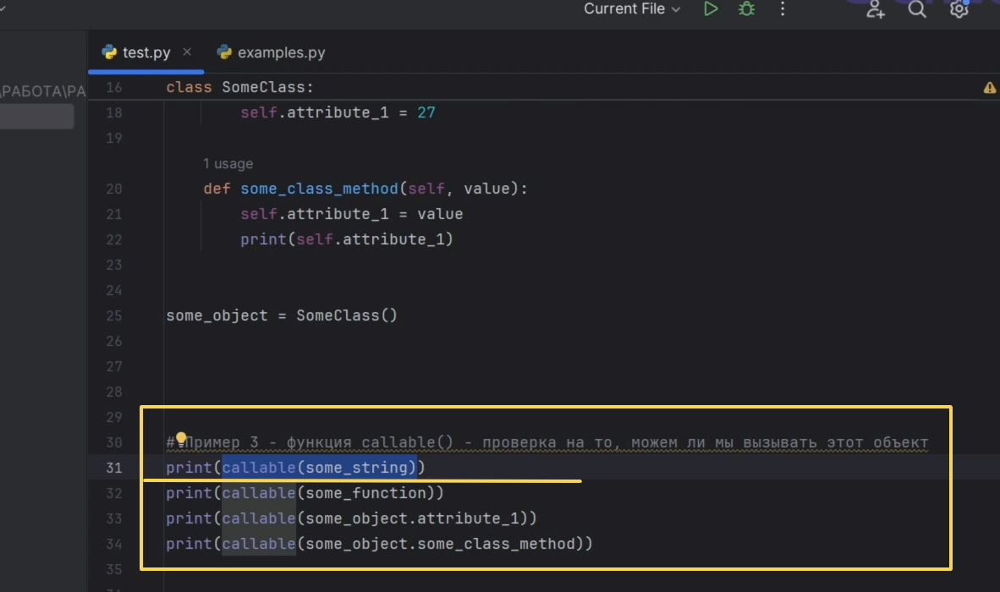 Current File
test.py
examples.py
\РАБОТА\РА
16 class SomeClass:
18 self.attribute_1 = 27
19
1 usage
20 def some_class_method(self, value):
21 self.attribute_1 = value
22 print(self.attribute_1)
23
24
25 some_object = SomeClass()
26
27
28
29
30 # Пример 3 - функция callable() - проверка на то, можем ли мы вызывать этот объект
31 print(callable(some_string))
32 print(callable(some_function))
33 print(callable(some_object.attribute_1))
34 print(callable(some_object.some_class_method))
35